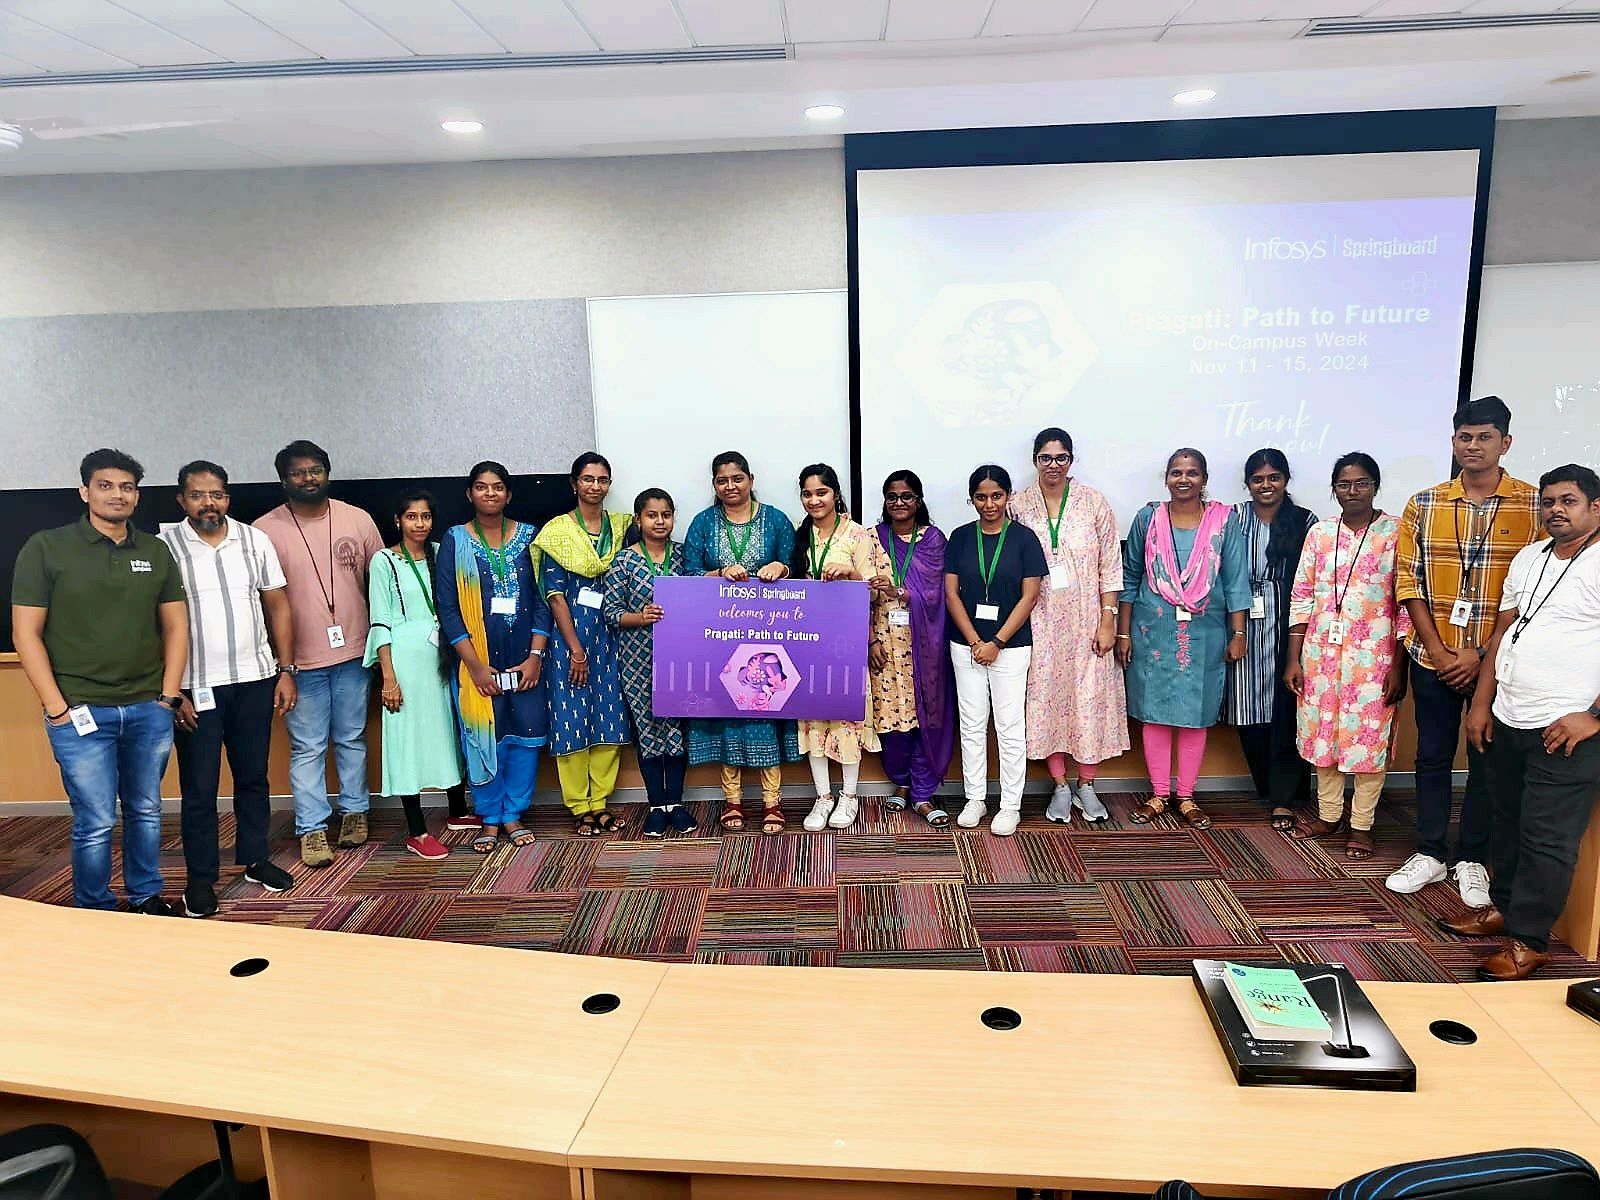 Infosys | Springboard
Pragati: Path to Future
On-Campus Week
Nov 11 - 15, 2024
Thank
you!
Infosys | Springboard
welcomes you to
Pragati: Path to Future
Range